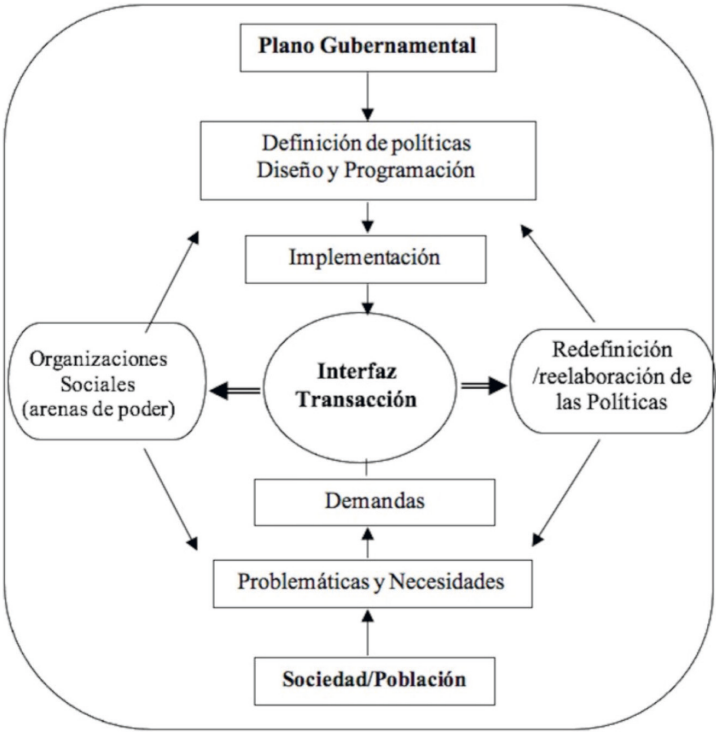 Plano Gubernamental
Definición de políticas
Diseño y Programación
Implementación
Organizaciones
Sociales
(arenas de poder)
Interfaz
Transacción
Redefinición
/reelaboración de
las Políticas
Demandas
Problemáticas y Necesidades
Sociedad/Población